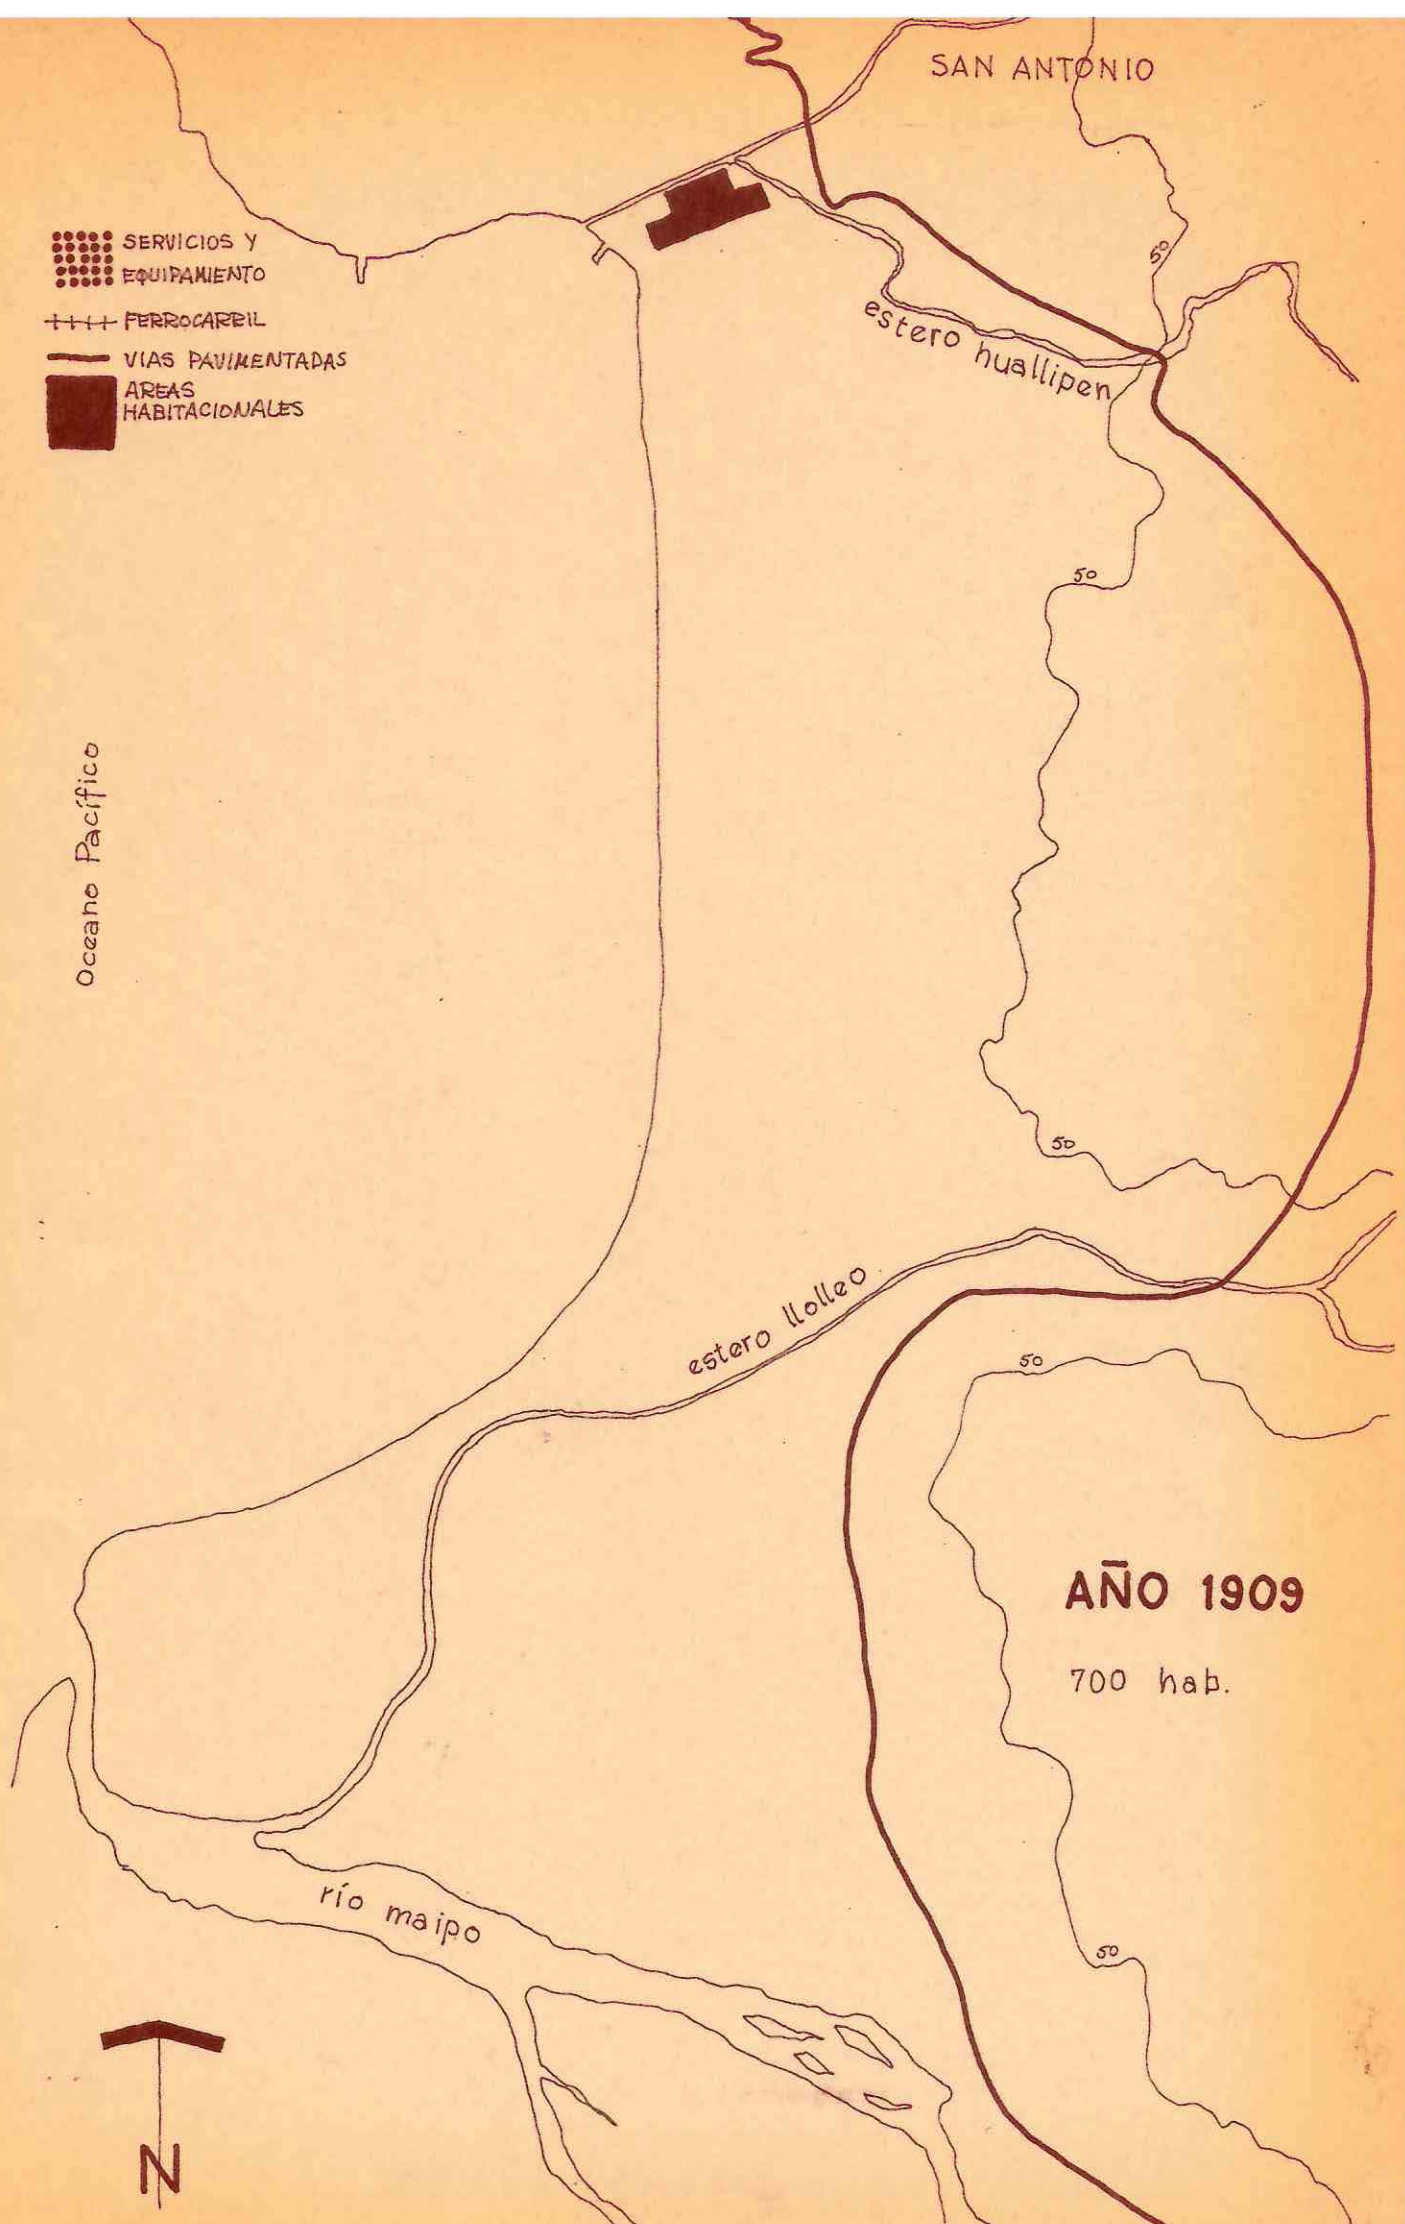 SAN ANTONIO
SERVICIOS Y
EQUIPAMIENTO
FERROCARRIL
VIAS PAVIMENTADAS
AREAS
HABITACIONALES
50
estero huallipen
50
Oceano Pacífico
50
estero llolleo
50
AÑO 1909
700 hab.
río maipo
50
N